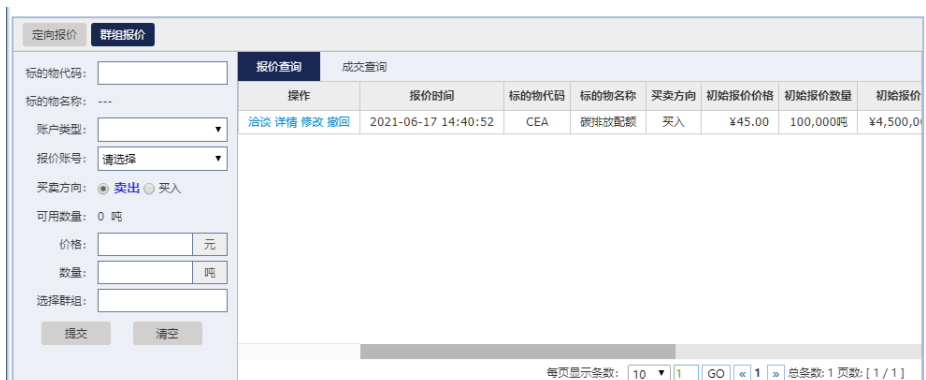 定向报价 群组报价
标的物代码:
标的物名称: ---
账户类型:
报价账号: 请选择
买卖方向: 卖出 买入
可用数量: 0 吨
价格: 元
数量: 吨
选择群组:
提交 清空
报价查询 成交查询
操作 报价时间 标的物代码 标的物名称 买卖方向 初始报价价格 初始报价数量 初始报价
洽谈 详情 修改 撤回 2021-06-17 14:40:52 CEA 碳排放配额 买入 ¥45.00 100,000吨 ¥4,500,0
每页显示条数: 10 1 GO « 1 » 总条数: 1 页数: [ 1 / 1 ]